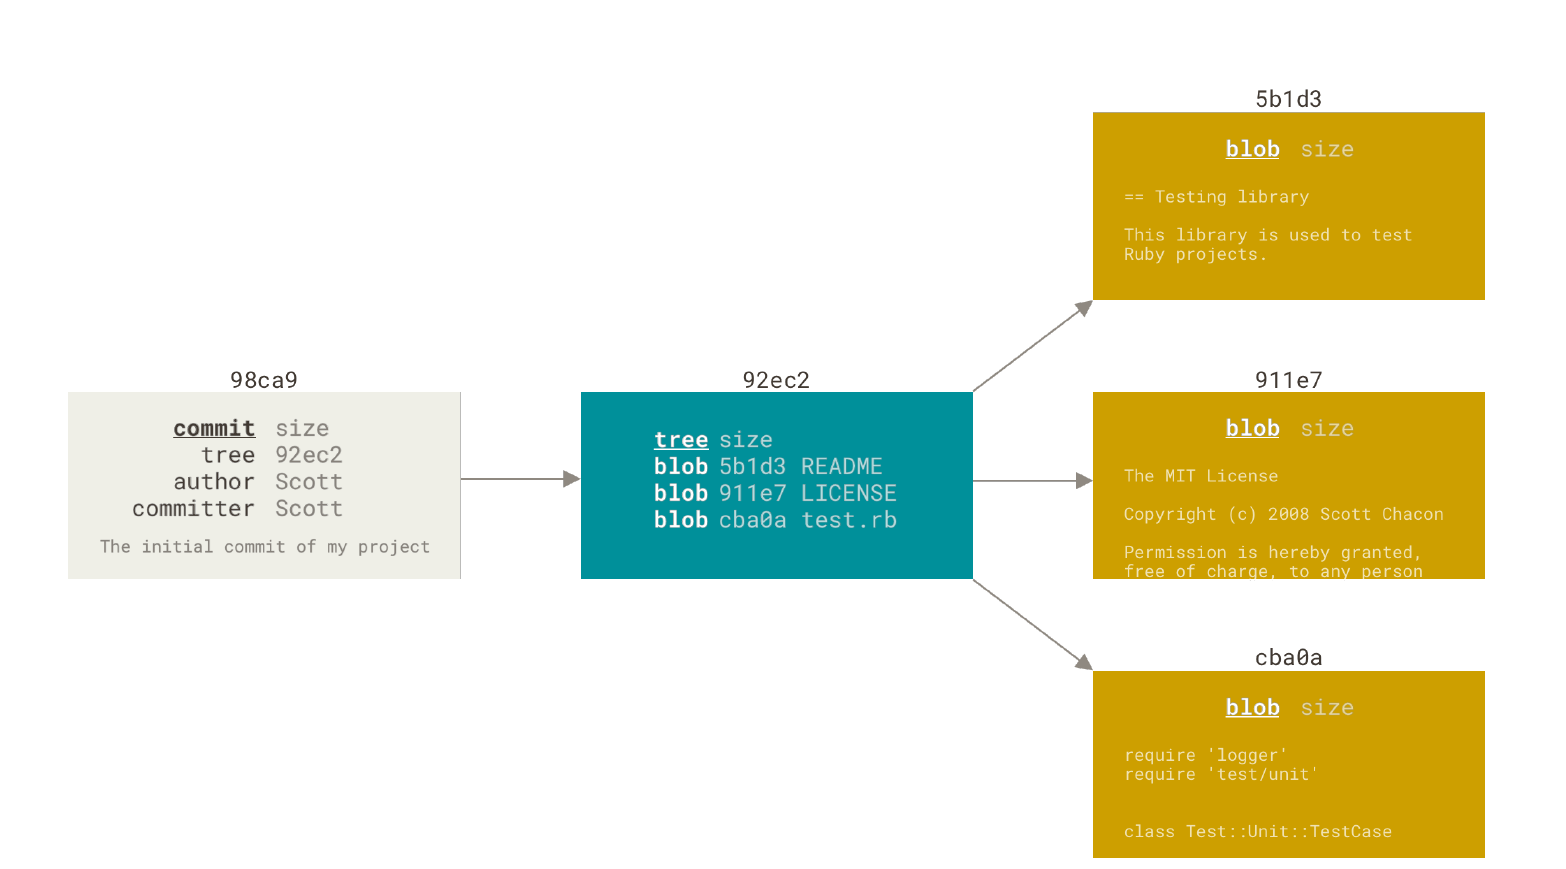 98ca9
commit size
tree 92ec2
author Scott
committer Scott
The initial commit of my project
92ec2
tree size
blob 5b1d3 README
blob 911e7 LICENSE
blob cba0a test.rb
5b1d3
blob size
== Testing library
This library is used to test
Ruby projects.
911e7
blob size
The MIT License
Copyright (c) 2008 Scott Chacon
Permission is hereby granted,
free of charge, to any person
cba0a
blob size
require 'logger'
require 'test/unit'
class Test::Unit::TestCase